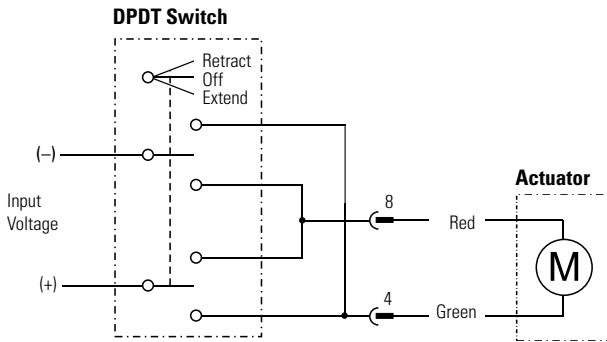 DPDT Switch
Retract
Off
Extend
(–)
Input
Voltage
(+)
8
Red
4
Green
Actuator
M